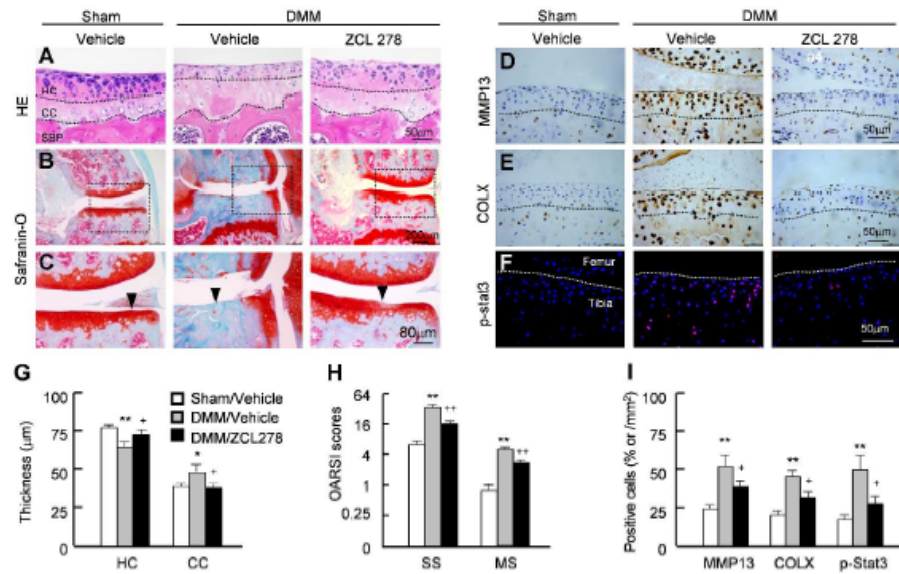 Sham
DMM
Vehicle
Vehicle
ZCL 278
A
HE
HC
CC
SBP
50μm
B
Safranin-O
200μm
C
80μm
Sham
DMM
Vehicle
Vehicle
ZCL 278
D
MMP13
50μm
E
COLX
50μm
F
p-stat3
Femur
Tibia
50μm
G
Thickness (μm)
100
75
50
25
0
** +
* +
HC CC
Sham/Vehicle
DMM/Vehicle
DMM/ZCL278
H
OARSI scores
64
16
4
1
0.25
** ++
** ++
SS MS
I
Positive cells (% or /mm²)
100
75
50
25
0
** +
** +
** +
MMP13 COLX p-Stat3